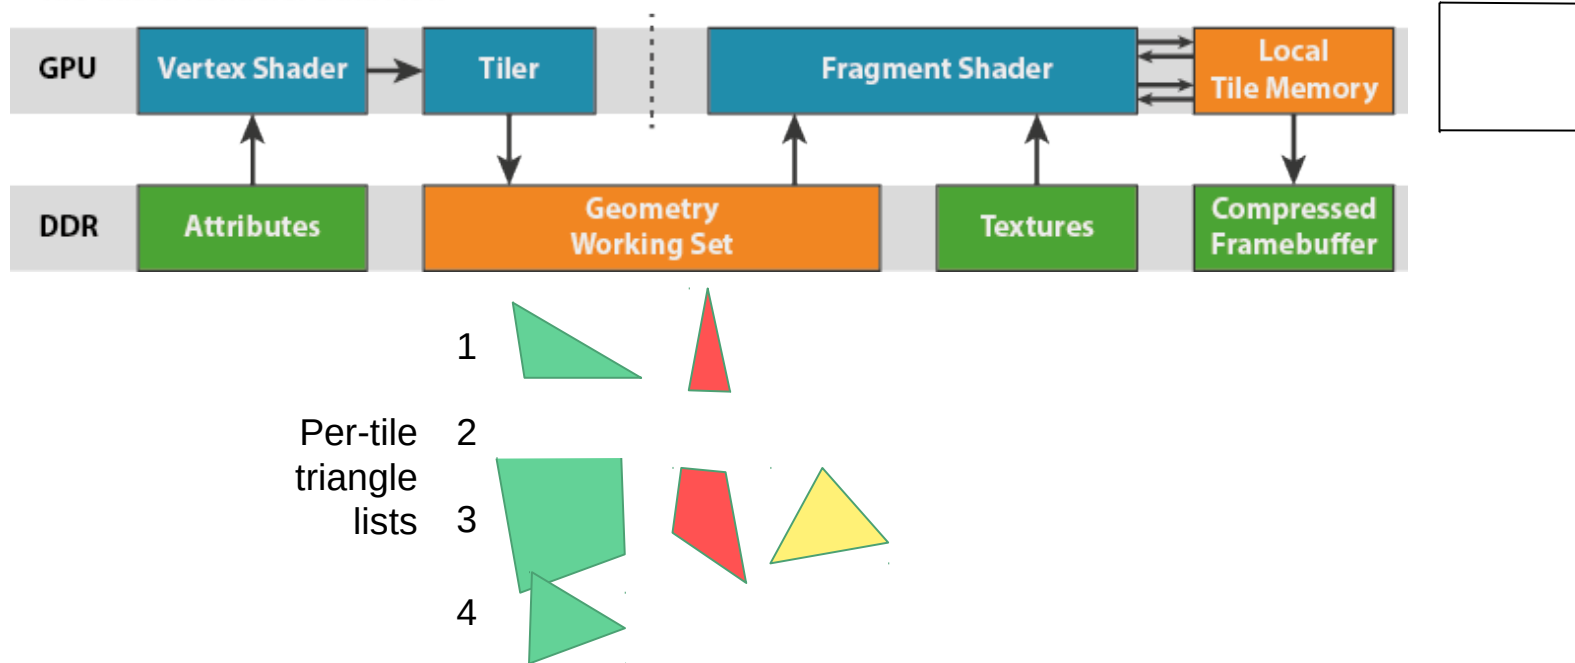 GPU
Vertex Shader
Tiler
Fragment Shader
Local
Tile Memory
DDR
Attributes
Geometry
Working Set
Textures
Compressed
Framebuffer
Per-tile
triangle
lists
1
2
3
4